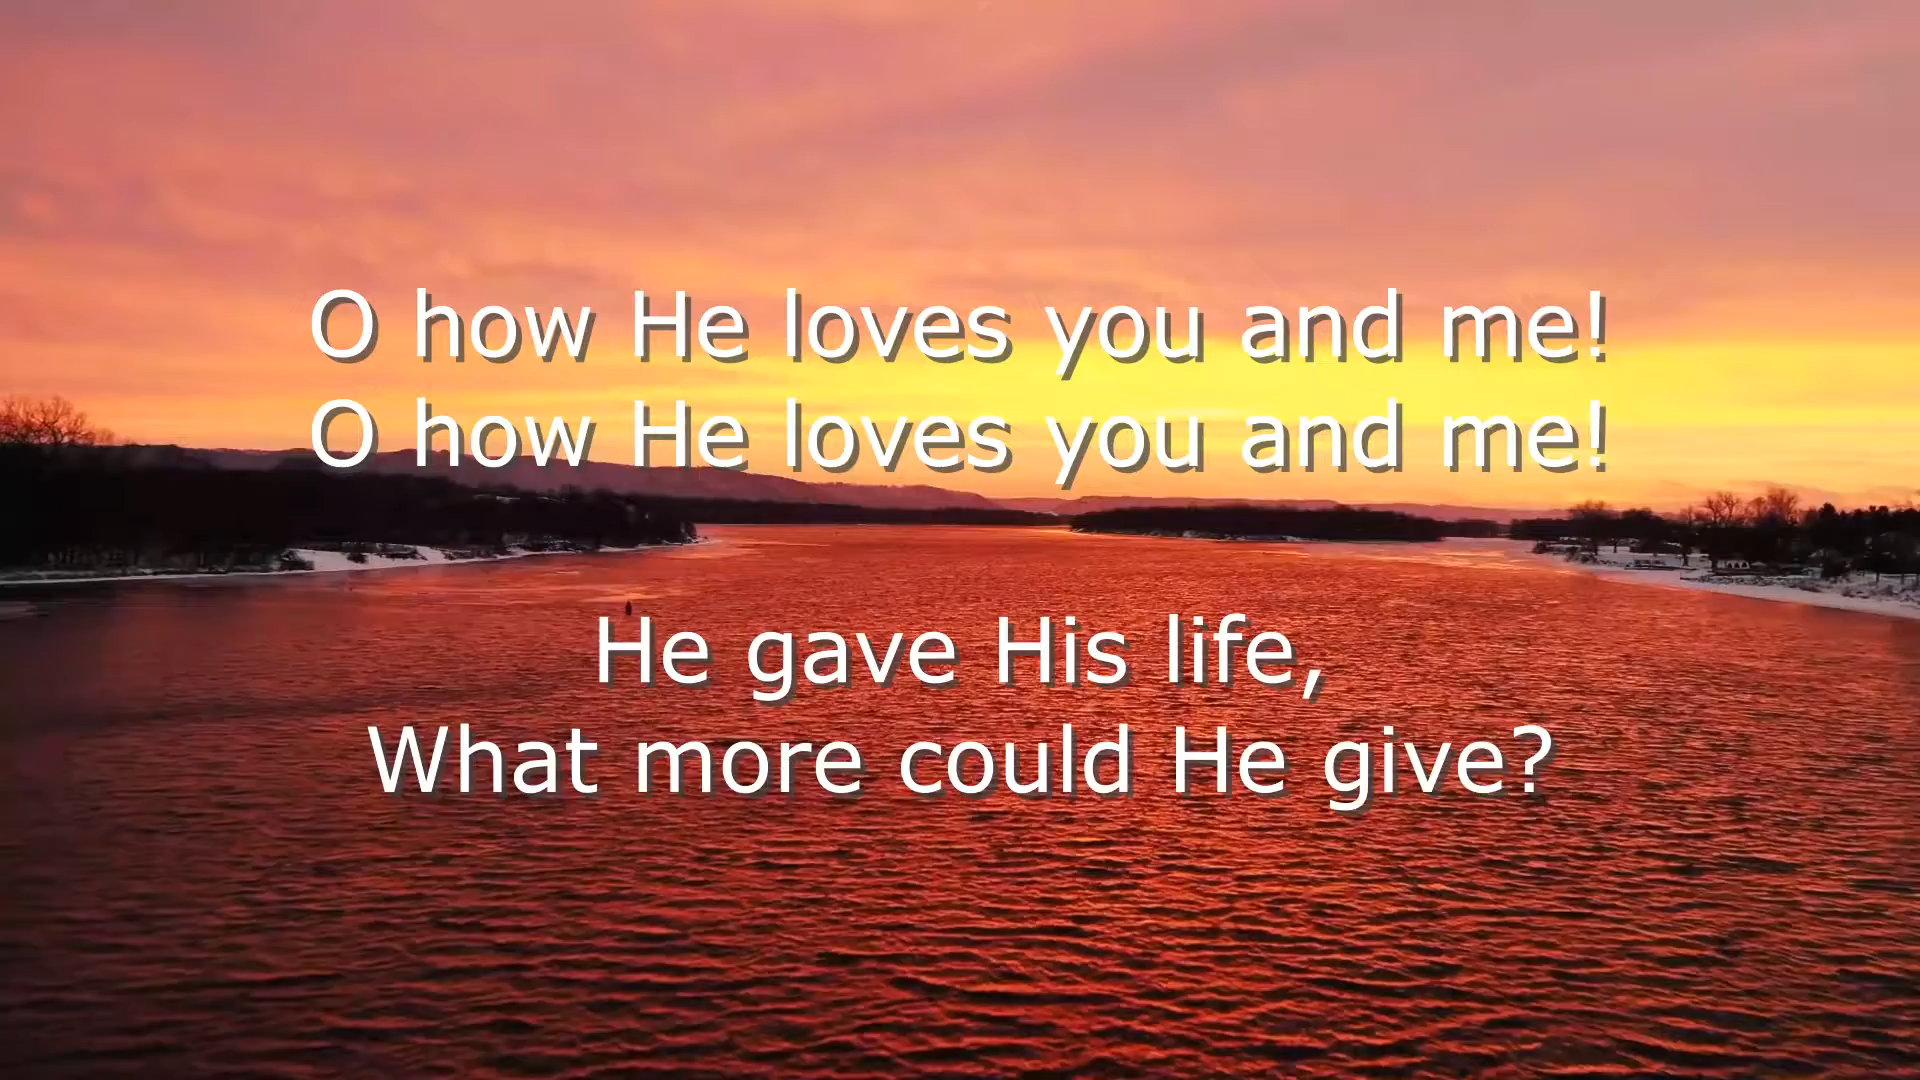 O how He loves you and me!
O how He loves you and me!
He gave His life,
What more could He give?